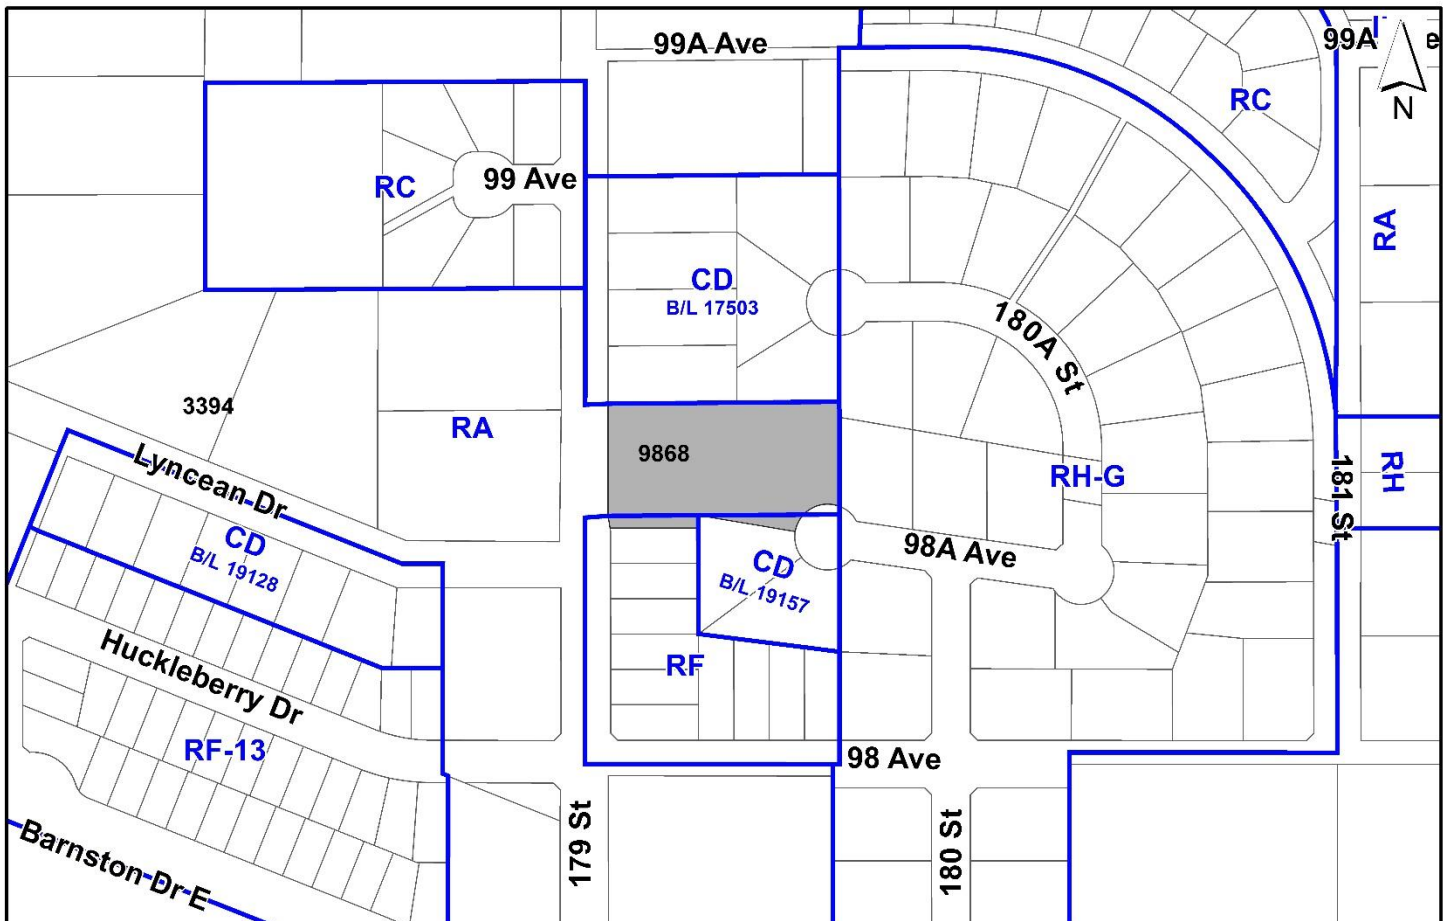 99A Ave
99A
e
N
RC
RC
99 Ave
RA
CD
B/L 17503
180A St
3394
RA
9868
Lyncean Dr
RH-G
RH
181 St
CD
B/L 19128
98A Ave
CD
B/L 19157
Huckleberry Dr
RF
RF-13
98 Ave
179 St
180 St
Barnston Dr E